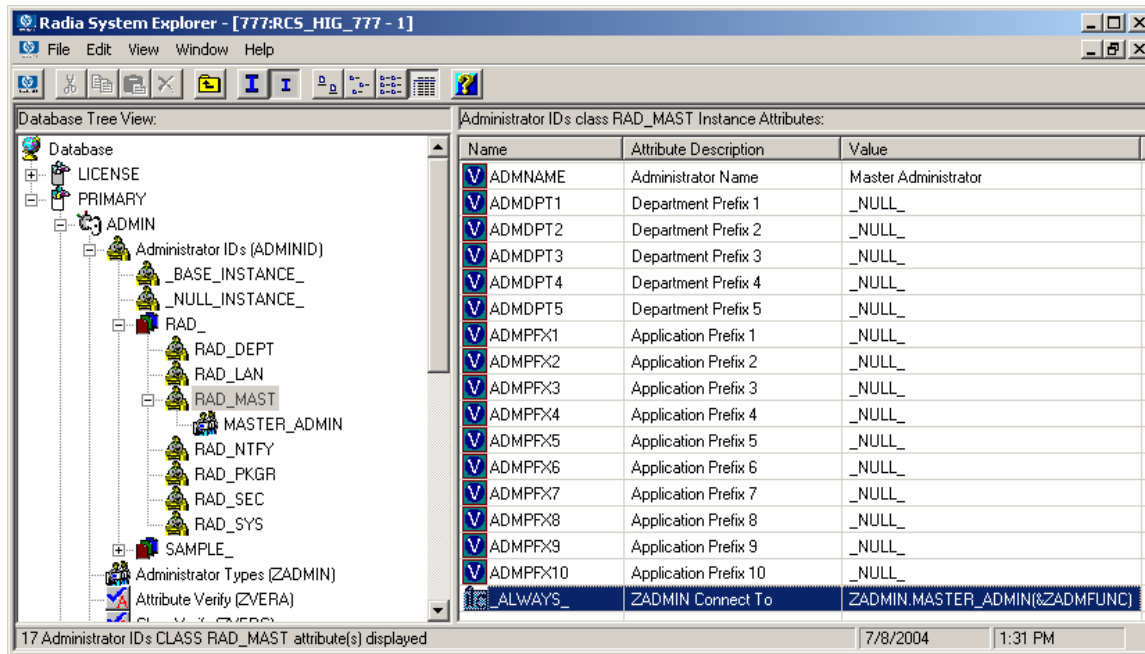 Radia System Explorer - [777:RCS_HIG_777 - 1]
File Edit View Window Help
Database Tree View:
Administrator IDs class RAD_MAST Instance Attributes:
Database
LICENSE
PRIMARY
ADMIN
Administrator IDs (ADMINID)
_BASE_INSTANCE_
_NULL_INSTANCE_
RAD_
RAD_DEPT
RAD_LAN
RAD_MAST
MASTER_ADMIN
RAD_NTFY
RAD_PKGR
RAD_SEC
RAD_SYS
SAMPLE_
Administrator Types (ZADMIN)
Attribute Verify (ZVERA)
Name Attribute Description Value
ADMNAME Administrator Name Master Administrator
ADMDPT1 Department Prefix 1 _NULL_
ADMDPT2 Department Prefix 2 _NULL_
ADMDPT3 Department Prefix 3 _NULL_
ADMDPT4 Department Prefix 4 _NULL_
ADMDPT5 Department Prefix 5 _NULL_
ADMPFX1 Application Prefix 1 _NULL_
ADMPFX2 Application Prefix 2 _NULL_
ADMPFX3 Application Prefix 3 _NULL_
ADMPFX4 Application Prefix 4 _NULL_
ADMPFX5 Application Prefix 5 _NULL_
ADMPFX6 Application Prefix 6 _NULL_
ADMPFX7 Application Prefix 7 _NULL_
ADMPFX8 Application Prefix 8 _NULL_
ADMPFX9 Application Prefix 9 _NULL_
ADMPFX10 Application Prefix 10 _NULL_
_ALWAYS_ ZADMIN Connect To ZADMIN.MASTER_ADMIN(&ZADMFUNC)
17 Administrator IDs CLASS RAD_MAST attribute(s) displayed 7/8/2004 1:31 PM